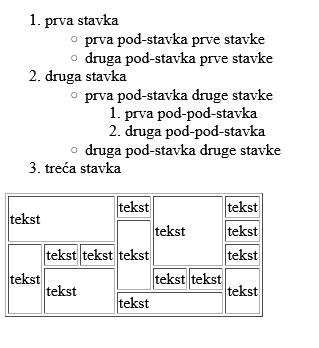 1. prva stavka
○ prva pod-stavka prve stavke
○ druga pod-stavka prve stavke
2. druga stavka
○ prva pod-stavka druge stavke
1. prva pod-pod-stavka
2. druga pod-pod-stavka
○ druga pod-stavka druge stavke
3. treća stavka
tekst tekst tekst tekst
tekst
tekst tekst tekst tekst tekst
tekst tekst tekst
tekst tekst
tekst